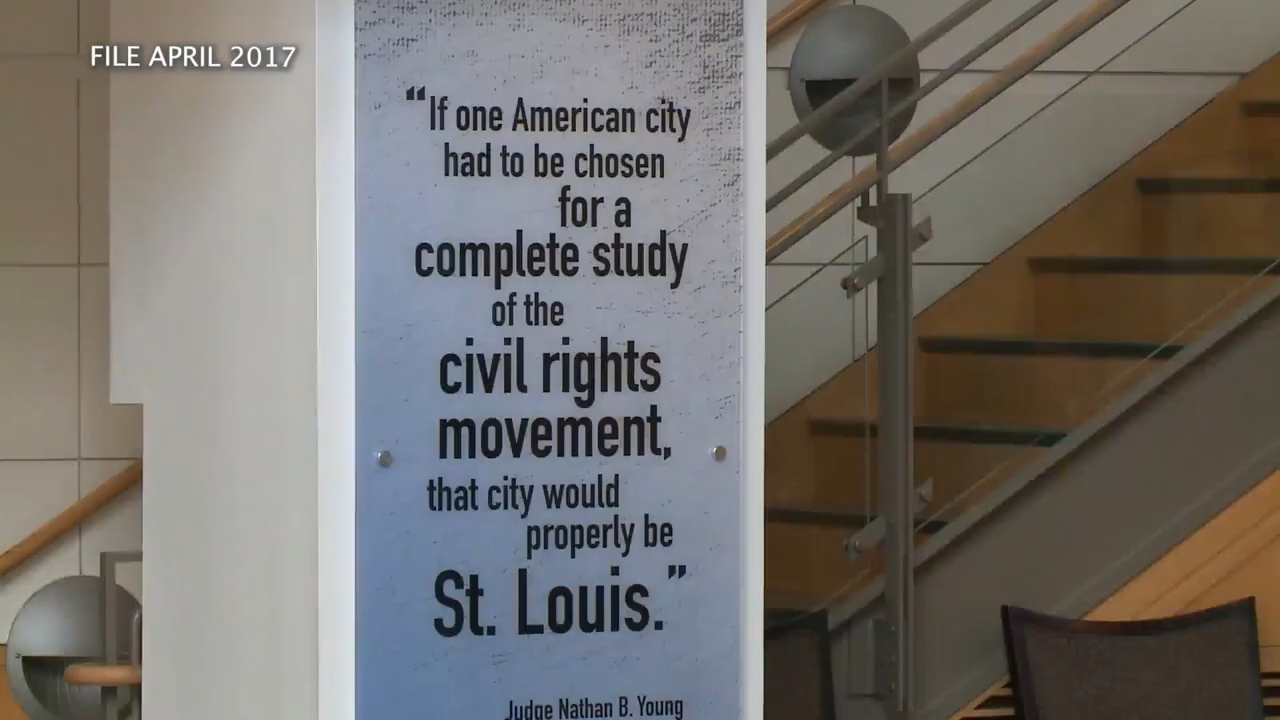 FILE APRIL 2017
“If one American city
had to be chosen
for a
complete study
of the
civil rights
movement,
that city would
properly be
St. Louis.”
Judge Nathan B. Young